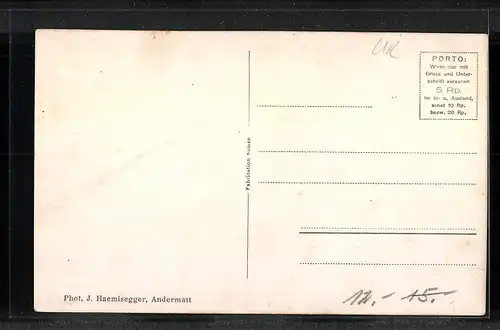 UK
PORTO:
Wenn nur mit
Gruss und Unter-
schrift versehen
5 Rp.
im In- u. Ausland,
sonst 10 Rp.
bezw. 20 Rp.
Fabrication suisse
Phot. J. Haemisegger, Andermatt
12.- 15.-